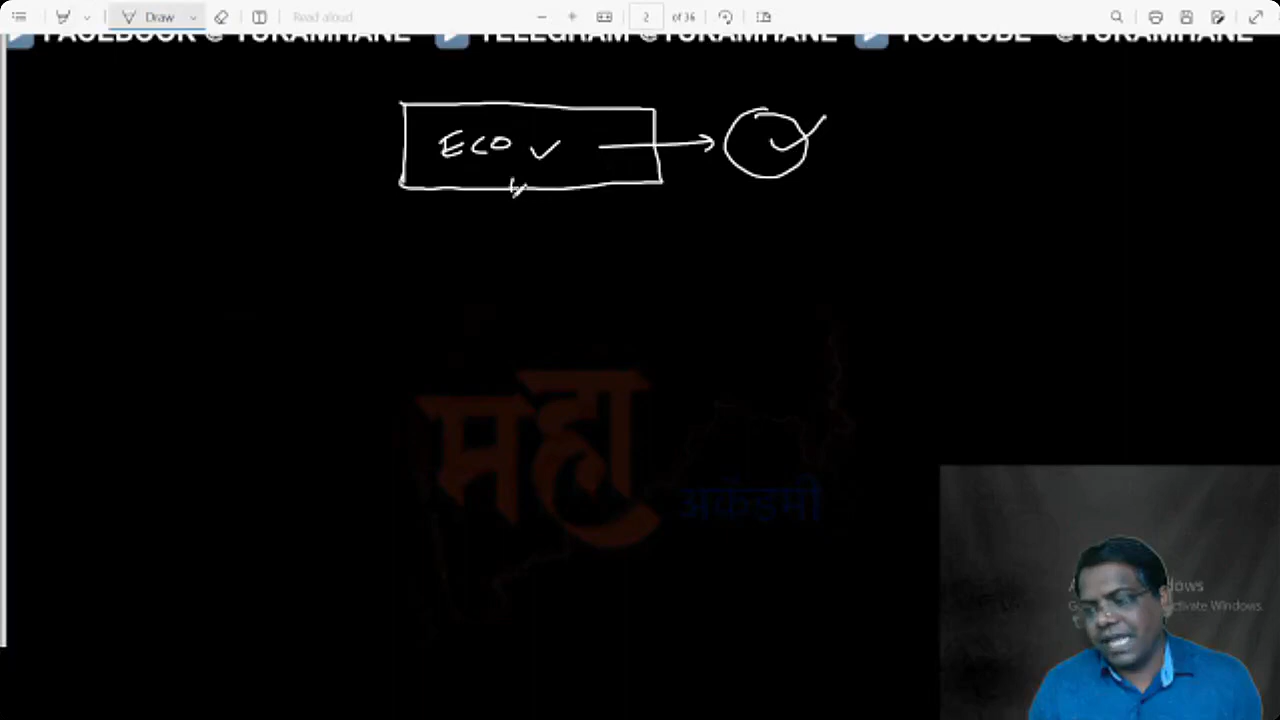 Draw
Read aloud
2 of 36
FACEBOOK @ TUKAMHANE TELEGRAM @TUKAMHANE YOUTUBE @TUKAMHANE
ECO
महा
अकॅडमी